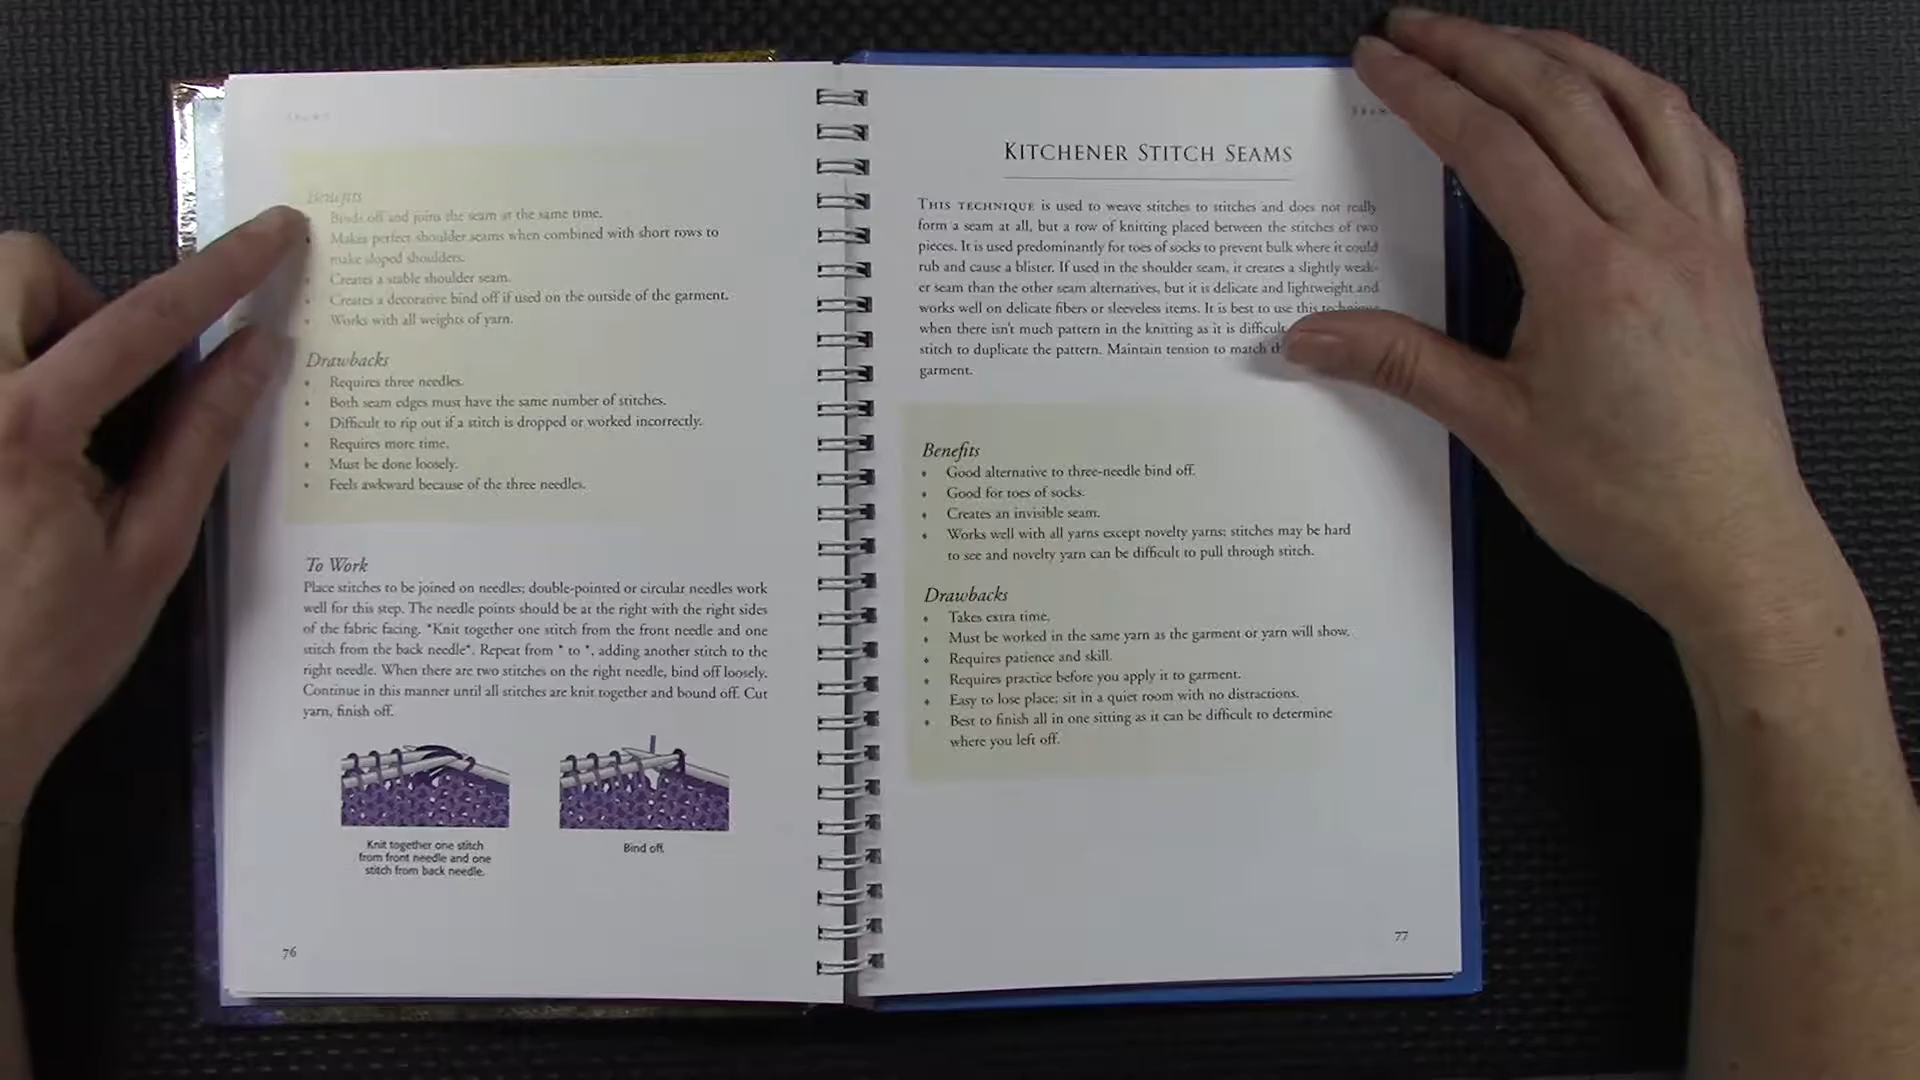 Benefits
• Binds off and joins the seam at the same time.
• Makes perfect shoulder seams when combined with short rows to
make sloped shoulders.
• Creates a stable shoulder seam.
• Creates a decorative bind off if used on the outside of the garment.
• Works with all weights of yarn.
Drawbacks
• Requires three needles.
• Both seam edges must have the same number of stitches.
• Difficult to rip out if a stitch is dropped or worked incorrectly.
• Requires more time.
• Must be done loosely.
• Feels awkward because of the three needles.
To Work
Place stitches to be joined on needles; double-pointed or circular needles work
well for this step. The needle points should be at the right with the right sides
of the fabric facing. *Knit together one stitch from the front needle and one
stitch from the back needle*. Repeat from * to *, adding another stitch to the
right needle. When there are two stitches on the right needle, bind off loosely.
Continue in this manner until all stitches are knit together and bound off. Cut
yarn, finish off.
Knit together one stitch
from front needle and one
stitch from back needle.
Bind off.
76
KITCHENER STITCH SEAMS
THIS TECHNIQUE is used to weave stitches to stitches and does not really
form a seam at all, but a row of knitting placed between the stitches of two
pieces. It is used predominantly for toes of socks to prevent bulk where it could
rub and cause a blister. If used in the shoulder seam, it creates a slightly weak-
er seam than the other seam alternatives, but it is delicate and lightweight and
works well on delicate fibers or sleeveless items. It is best to use this technique
when there isn't much pattern in the knitting as it is difficult
stitch to duplicate the pattern. Maintain tension to match
garment.
Benefits
• Good alternative to three-needle bind off.
• Good for toes of socks.
• Creates an invisible seam.
• Works well with all yarns except novelty yarns; stitches may be hard
to see and novelty yarn can be difficult to pull through stitch.
Drawbacks
• Takes extra time.
• Must be worked in the same yarn as the garment or yarn will show.
• Requires patience and skill.
• Requires practice before you apply it to garment.
• Easy to lose place; sit in a quiet room with no distractions.
• Best to finish all in one sitting as it can be difficult to determine
where you left off.
77